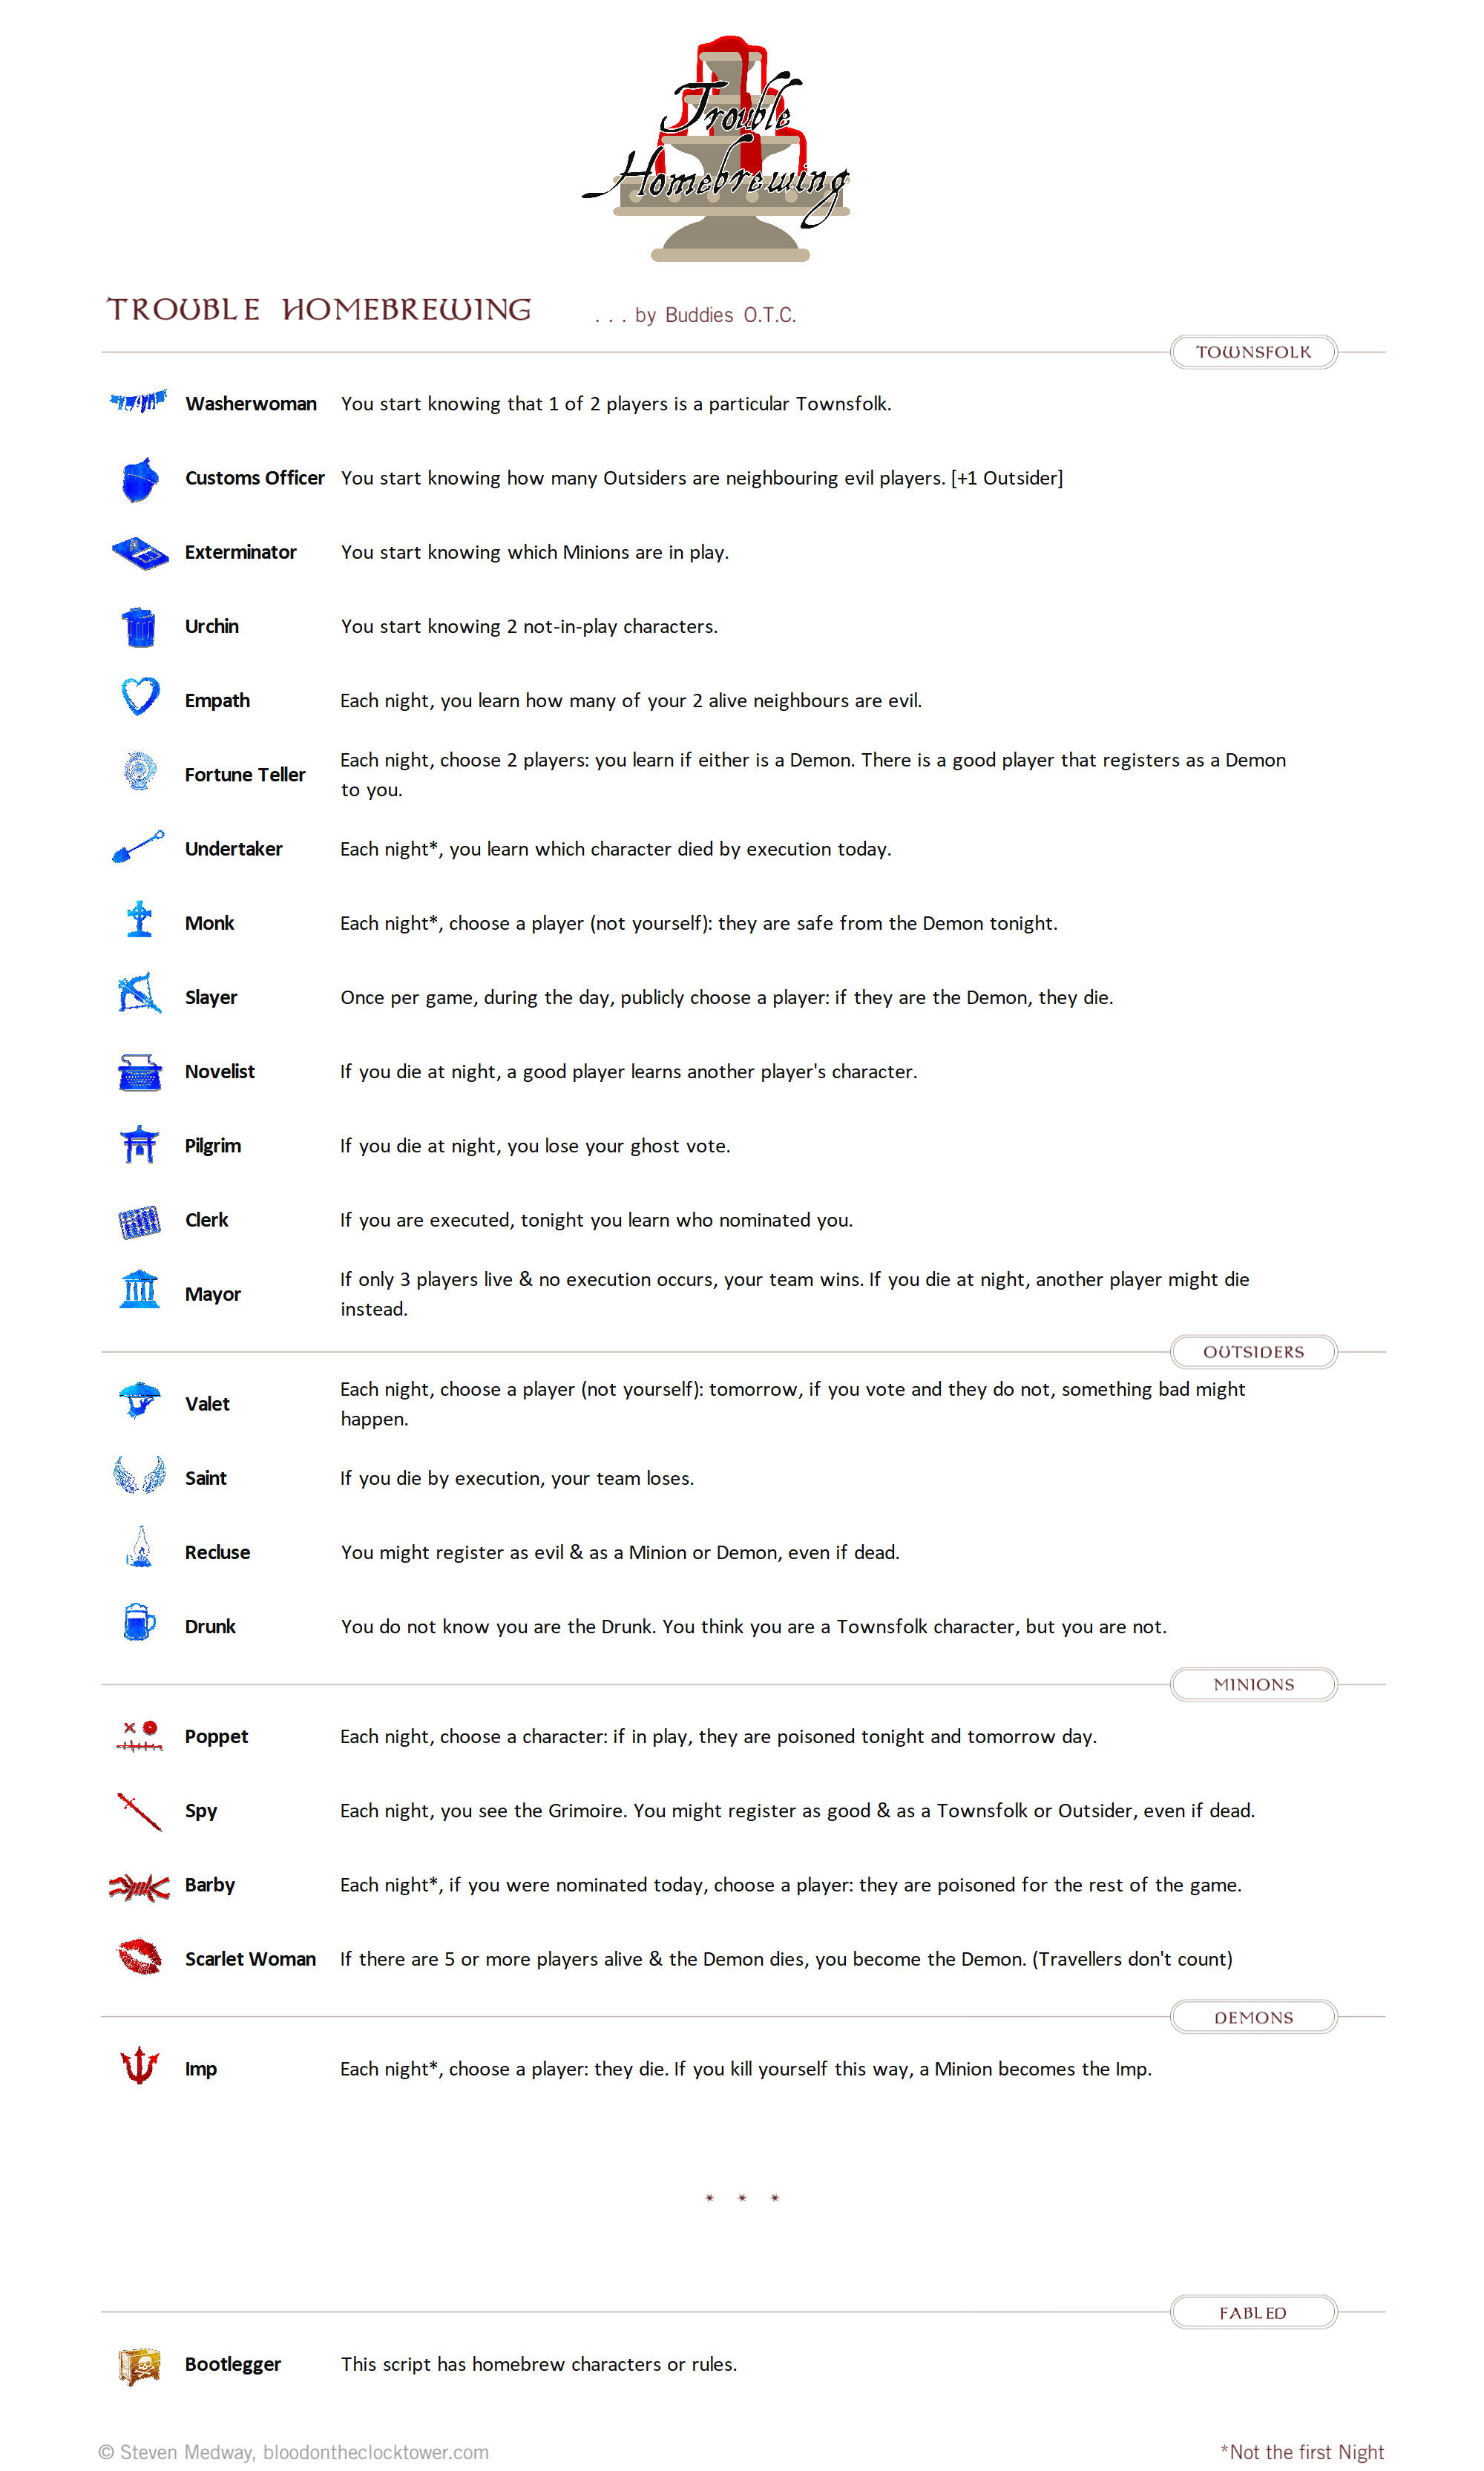 Trouble
Homebrewing
TROUBLE HOMEBREWING ... by Buddies O.T.C.
TOWNSFOLK
Washerwoman You start knowing that 1 of 2 players is a particular Townsfolk.
Customs Officer You start knowing how many Outsiders are neighbouring evil players. [+1 Outsider]
Exterminator You start knowing which Minions are in play.
Urchin You start knowing 2 not-in-play characters.
Empath Each night, you learn how many of your 2 alive neighbours are evil.
Fortune Teller Each night, choose 2 players: you learn if either is a Demon. There is a good player that registers as a Demon
to you.
Undertaker Each night*, you learn which character died by execution today.
Monk Each night*, choose a player (not yourself): they are safe from the Demon tonight.
Slayer Once per game, during the day, publicly choose a player: if they are the Demon, they die.
Novelist If you die at night, a good player learns another player's character.
Pilgrim If you die at night, you lose your ghost vote.
Clerk If you are executed, tonight you learn who nominated you.
Mayor If only 3 players live & no execution occurs, your team wins. If you die at night, another player might die
instead.
OUTSIDERS
Valet Each night, choose a player (not yourself): tomorrow, if you vote and they do not, something bad might
happen.
Saint If you die by execution, your team loses.
Recluse You might register as evil & as a Minion or Demon, even if dead.
Drunk You do not know you are the Drunk. You think you are a Townsfolk character, but you are not.
MINIONS
Poppet Each night, choose a character: if in play, they are poisoned tonight and tomorrow day.
Spy Each night, you see the Grimoire. You might register as good & as a Townsfolk or Outsider, even if dead.
Barby Each night*, if you were nominated today, choose a player: they are poisoned for the rest of the game.
Scarlet Woman If there are 5 or more players alive & the Demon dies, you become the Demon. (Travellers don't count)
DEMONS
Imp Each night*, choose a player: they die. If you kill yourself this way, a Minion becomes the Imp.
* * *
FABLED
Bootlegger This script has homebrew characters or rules.
© Steven Medway, bloodontheclocktower.com *Not the first Night